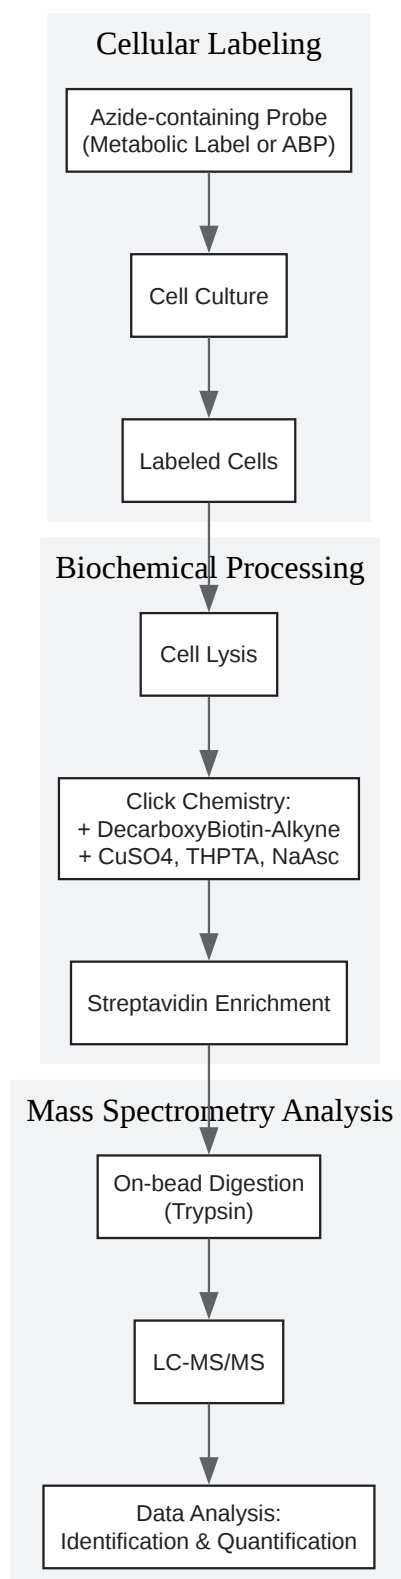 Cellular Labeling
Azide-containing Probe
(Metabolic Label or ABP)
Cell Culture
Labeled Cells
Biochemical Processing
Cell Lysis
Click Chemistry:
+ DecarboxyBiotin-Alkyne
+ CuSO4, THPTA, NaAsc
Streptavidin Enrichment
Mass Spectrometry Analysis
On-bead Digestion
(Trypsin)
LC-MS/MS
Data Analysis:
Identification & Quantification